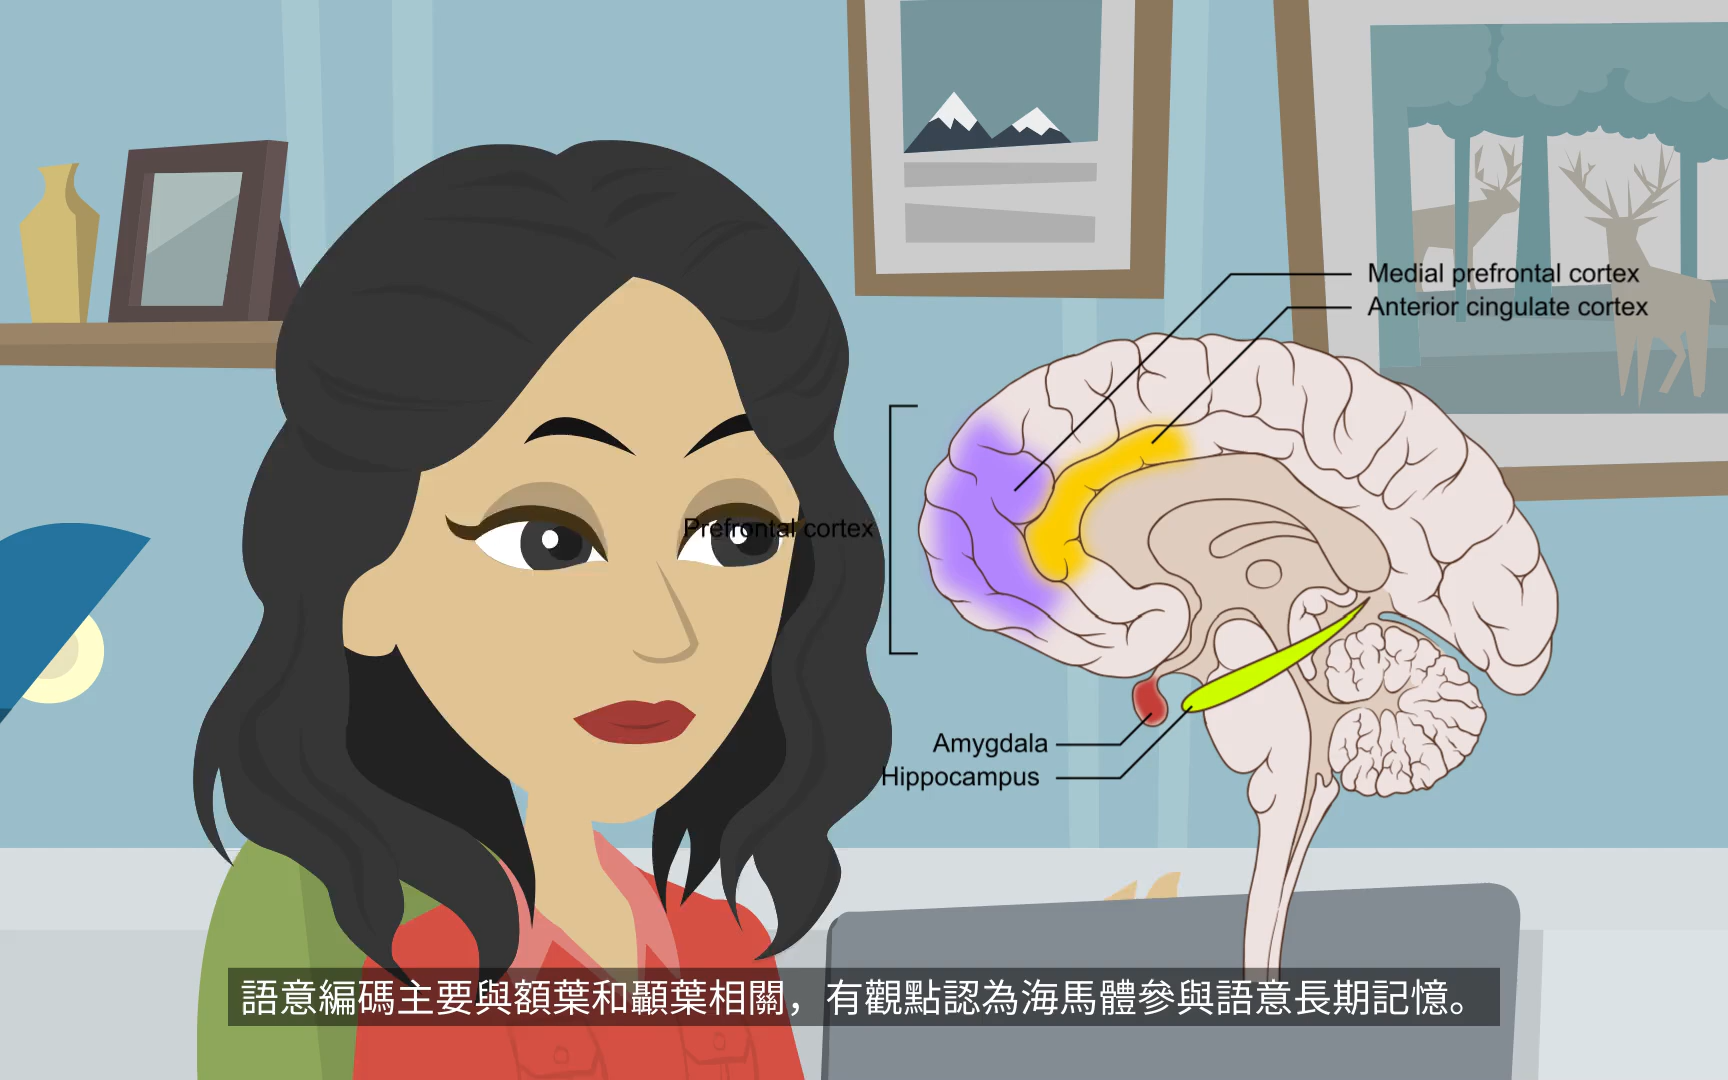 Medial prefrontal cortex
Anterior cingulate cortex
Prefrontal cortex
Amygdala
Hippocampus
語意編碼主要與額葉和顳葉相關，有觀點認為海馬體參與語意長期記憶。